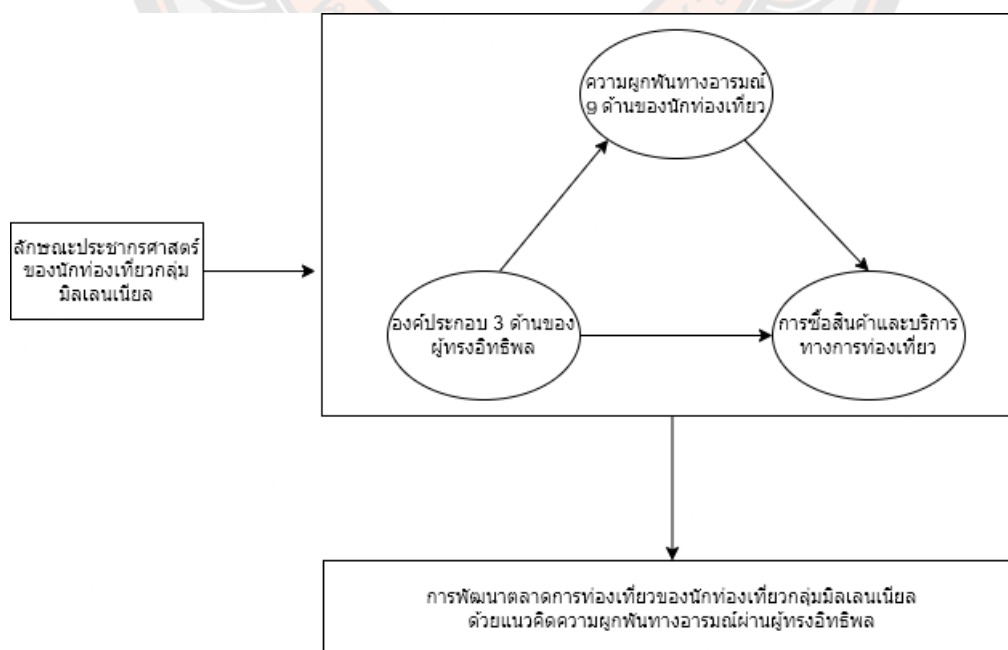 ความผูกพันทางอารมณ์
9 ด้านของนักท่องเที่ยว
ลักษณะประชากรศาสตร์
ของนักท่องเที่ยวกลุ่ม
มิลเลนเนียล
องค์ประกอบ 3 ด้านของ
ผู้ทรงอิทธิพล
การซื้อสินค้าและบริการ
ทางการท่องเที่ยว
การพัฒนาตลาดการท่องเที่ยวของนักท่องเที่ยวกลุ่มมิลเลนเนียล
ด้วยแนวคิดความผูกพันทางอารมณ์ผ่านผู้ทรงอิทธิพล